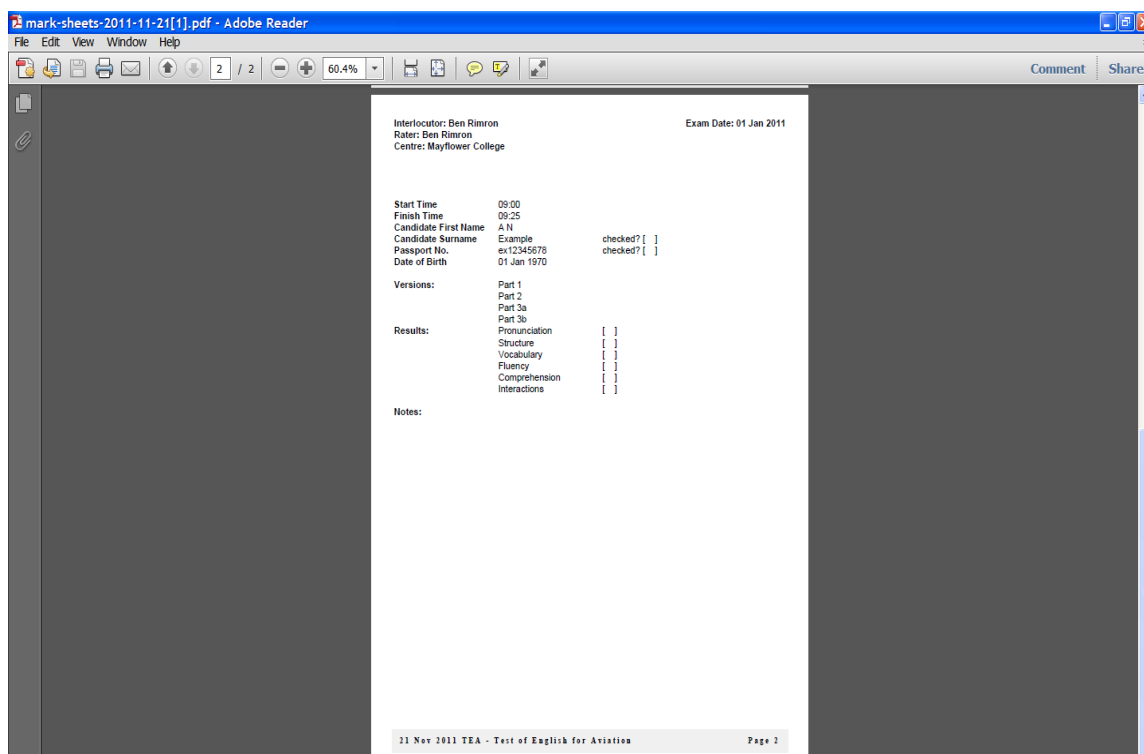 mark-sheets-2011-11-21[1].pdf - Adobe Reader
File Edit View Window Help
2 / 2 60.4% Comment Share
Interlocutor: Ben Rimron Exam Date: 01 Jan 2011
Rater: Ben Rimron
Centre: Mayflower College
Start Time 09:00
Finish Time 09:25
Candidate First Name A N
Candidate Surname Example checked? [ ]
Passport No. ex12345678 checked? [ ]
Date of Birth 01 Jan 1970
Versions: Part 1
Part 2
Part 3a
Part 3b
Results: Pronunciation [ ]
Structure [ ]
Vocabulary [ ]
Fluency [ ]
Comprehension [ ]
Interactions [ ]
Notes:
21 Nov 2011 TEA - Test of English for Aviation Page 2